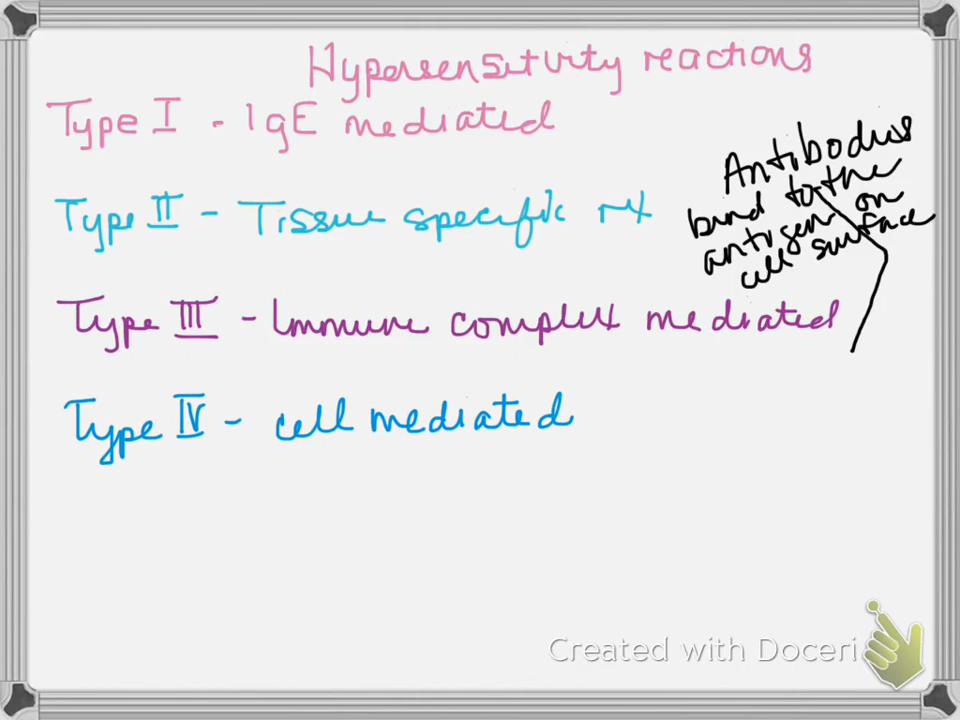 Hypersensitivity reactions
Type I - IgE mediated
Type II - Tissue specific rx
Antibodies
bind to the
antigen on
cell surface
Type III - Immune complex mediated
Type IV - cell mediated
Created with Doceri